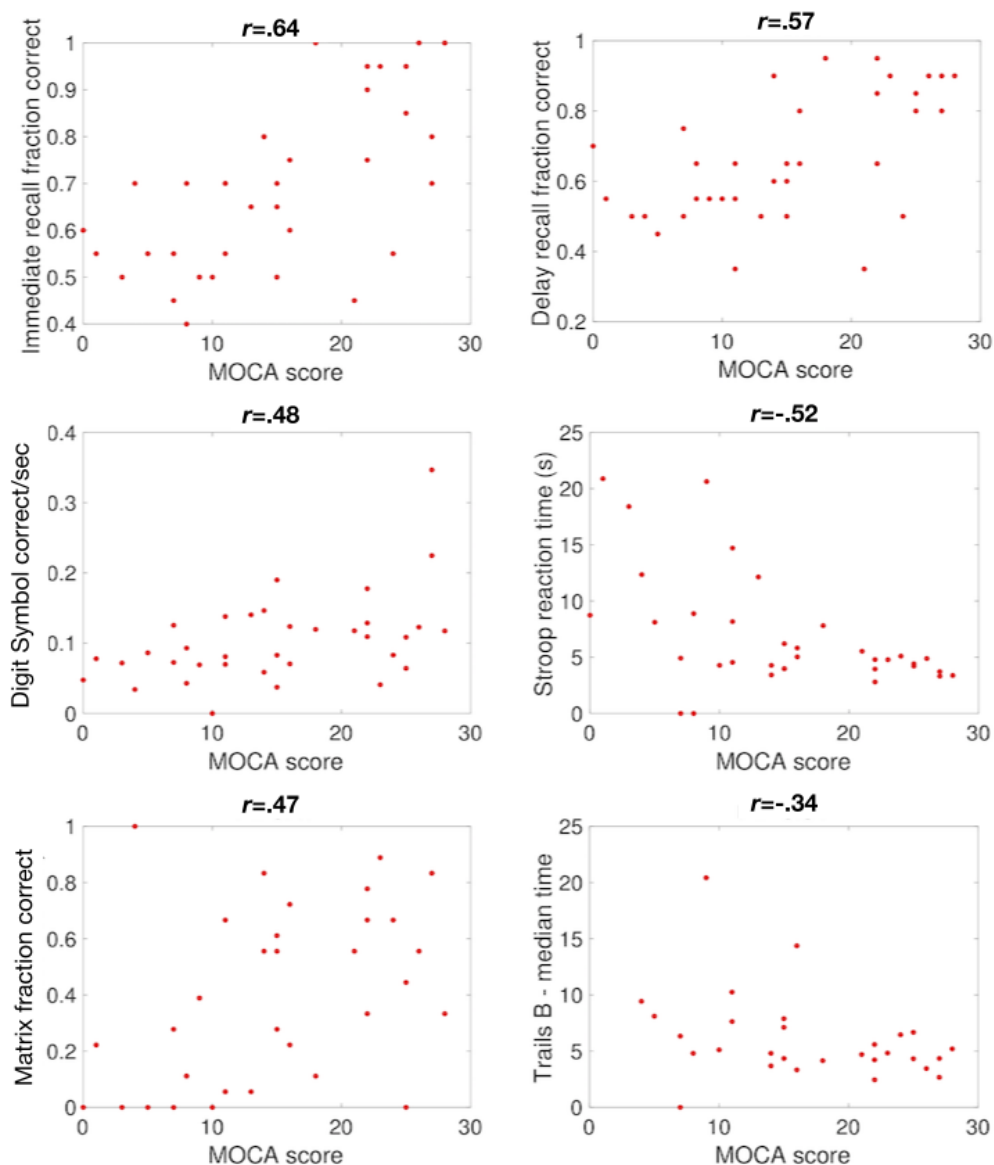 r=.64
Immediate recall fraction correct
1
0.9
0.8
0.7
0.6
0.5
0.4
0 10 20 30
MOCA score
r=.57
Delay recall fraction correct
1
0.8
0.6
0.4
0.2
0 10 20 30
MOCA score
r=.48
Digit Symbol correct/sec
0.4
0.3
0.2
0.1
0
0 10 20 30
MOCA score
r=-.52
Stroop reaction time (s)
25
20
15
10
5
0
0 10 20 30
MOCA score
r=.47
Matrix fraction correct
1
0.8
0.6
0.4
0.2
0
0 10 20 30
MOCA score
r=-.34
Trails B - median time
25
20
15
10
5
0
0 10 20 30
MOCA score